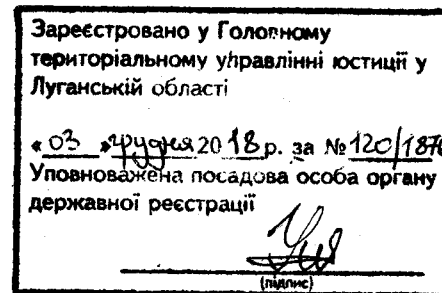 Зареєстровано у Головному
територіальному управлінні юстиції у
Луганській області
«03» грудня 2018 р. за № 120/1876
Уповноважена посадова особа органу
державної реєстрації
(підпис)